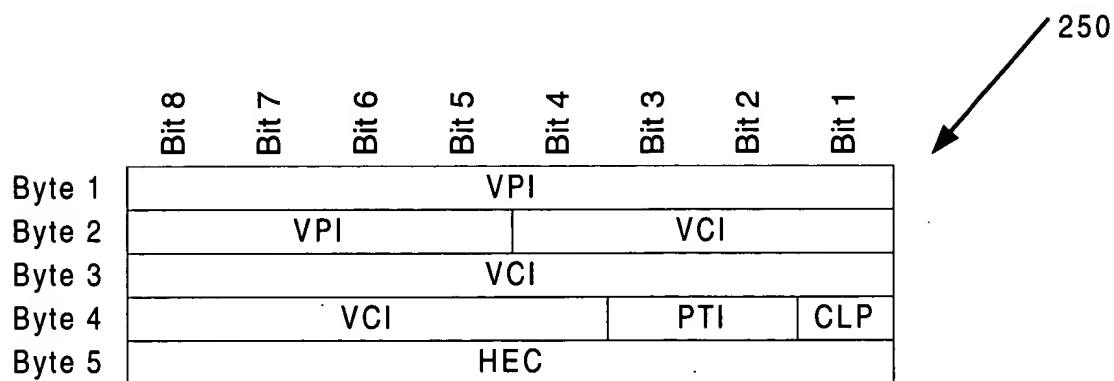 250
Bit 8 Bit 7 Bit 6 Bit 5 Bit 4 Bit 3 Bit 2 Bit 1
Byte 1 VPI
Byte 2 VPI VCI
Byte 3 VCI
Byte 4 VCI PTI CLP
Byte 5 HEC